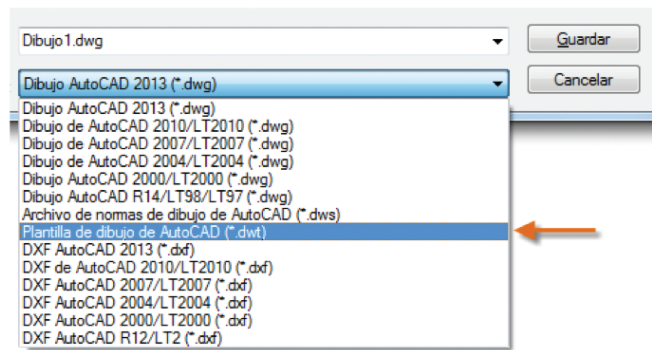 Dibujo1.dwg
Guardar
Dibujo AutoCAD 2013 (*.dwg)
Cancelar
Dibujo AutoCAD 2013 (*.dwg)
Dibujo de AutoCAD 2010/LT2010 (*.dwg)
Dibujo de AutoCAD 2007/LT2007 (*.dwg)
Dibujo de AutoCAD 2004/LT2004 (*.dwg)
Dibujo AutoCAD 2000/LT2000 (*.dwg)
Dibujo AutoCAD R14/LT98/LT97 (*.dwg)
Archivo de normas de dibujo de AutoCAD (*.dws)
Plantilla de dibujo de AutoCAD (*.dwt)
DXF AutoCAD 2013 (*.dxf)
DXF de AutoCAD 2010/LT2010 (*.dxf)
DXF AutoCAD 2007/LT2007 (*.dxf)
DXF AutoCAD 2004/LT2004 (*.dxf)
DXF AutoCAD 2000/LT2000 (*.dxf)
DXF AutoCAD R12/LT2 (*.dxf)